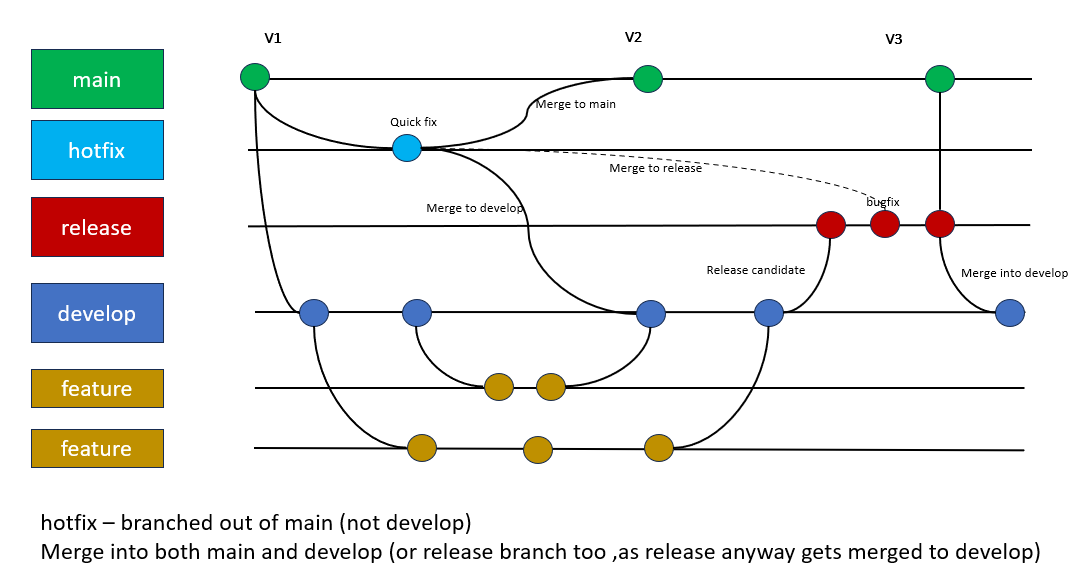 V1
V2
V3
main
Merge to main
Quick fix
hotfix
Merge to release
bugfix
Merge to develop
release
Release candidate
Merge into develop
develop
feature
feature
hotfix – branched out of main (not develop)
Merge into both main and develop (or release branch too ,as release anyway gets merged to develop)